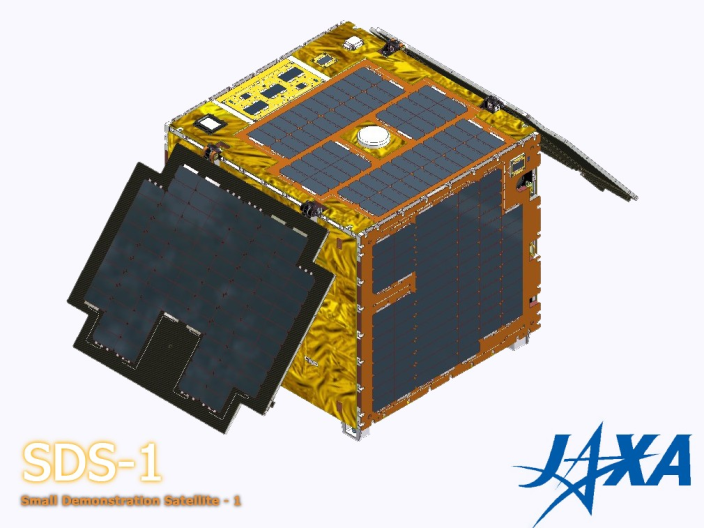 SDS-1
Small Demonstration Satellite - 1
JAXA